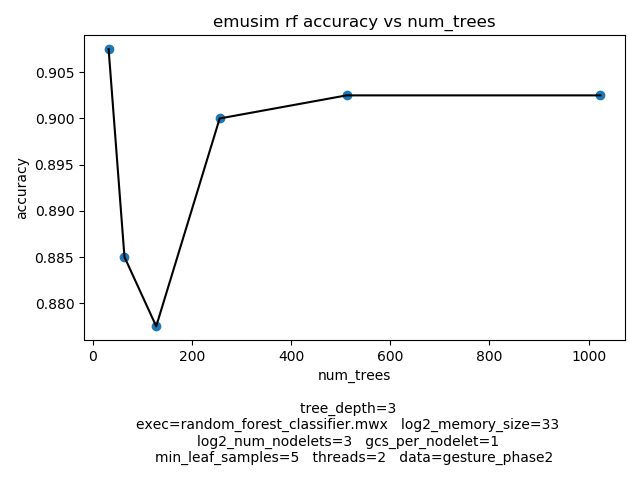 emusim rf accuracy vs num_trees
0.905
0.900
0.895
0.890
0.885
0.880
accuracy
0 200 400 600 800 1000
num_trees
tree_depth=3
exec=random_forest_classifier.mwx log2_memory_size=33
log2_num_nodelets=3 gcs_per_nodelet=1
min_leaf_samples=5 threads=2 data=gesture_phase2